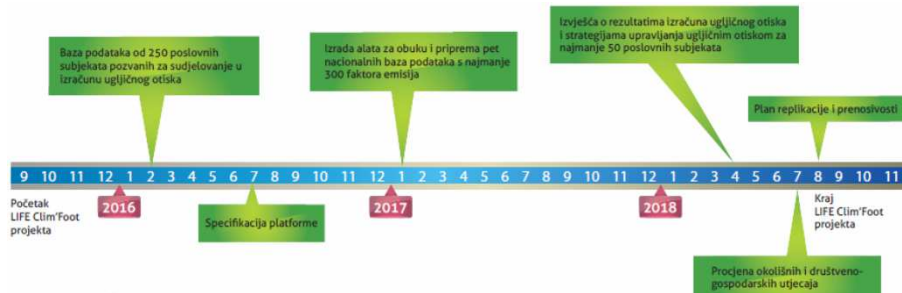 Baza podataka od 250 poslovnih
subjekata pozvanih za sudjelovanje u
izračunu ugljičnog otiska
Izrada alata za obuku i priprema pet
nacionalnih baza podataka s najmanje
300 faktora emisija
Izvješća o rezultatima izračuna ugljičnog otiska
i strategijama upravljanja ugljičnim otiskom za
najmanje 50 poslovnih subjekata
Plan replikacije i prenosivosti
9 10 11 12 1 2 3 4 5 6 7 8 9 10 11 12 1 2 3 4 5 6 7 8 9 10 11 12 1 2 3 4 5 6 7 8 9 10 11
Početak
LIFE Clim'Foot
projekta
2016
Specifikacija platforme
2017
2018
Kraj
LIFE Clim'Foot
projekta
Procjena okolišnih i društveno-
gospodarskih utjecaja